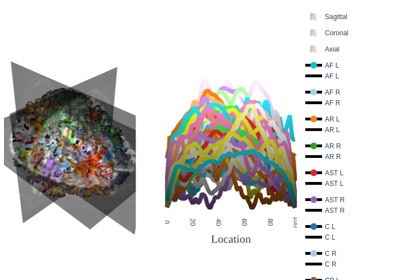 Sagittal
Coronal
Axial
AF L
AF L
AF R
AF R
AR L
AR L
AR R
AR R
AST L
AST L
AST R
AST R
C L
C L
C R
C R
0
20
40
60
80
Location